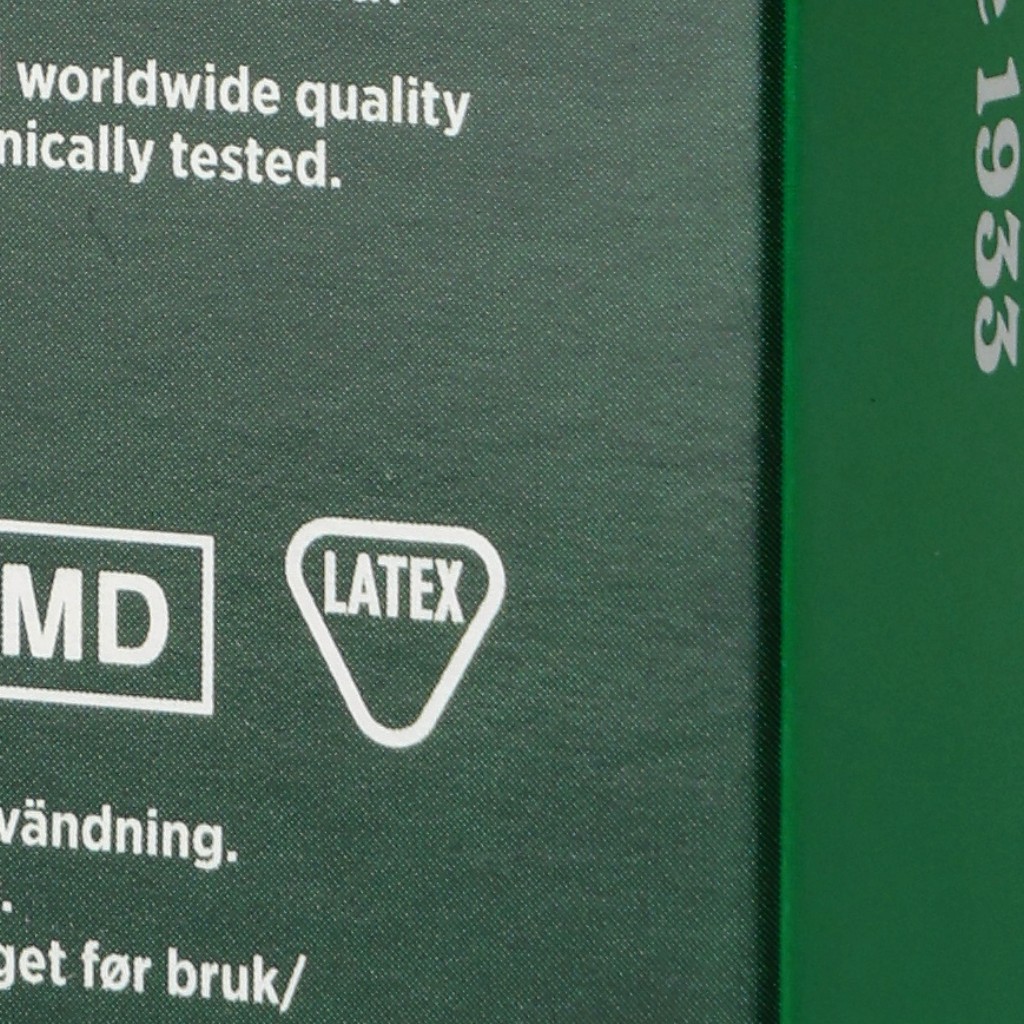 worldwide quality
nically tested.
MD
LATEX
vändning.
.
get før bruk/
e 1933